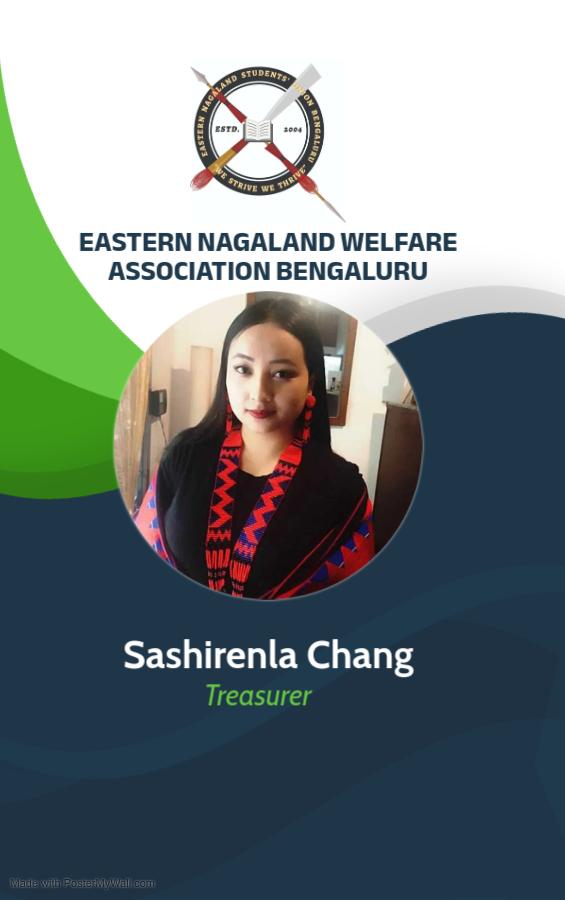 EASTERN NAGALAND STUDENTS' UNION BENGALURU
ESTD. 2004
"WE STRIVE WE THRIVE"
EASTERN NAGALAND WELFARE
ASSOCIATION BENGALURU
Sashirenla Chang
Treasurer
Made with PosterMyWall.com